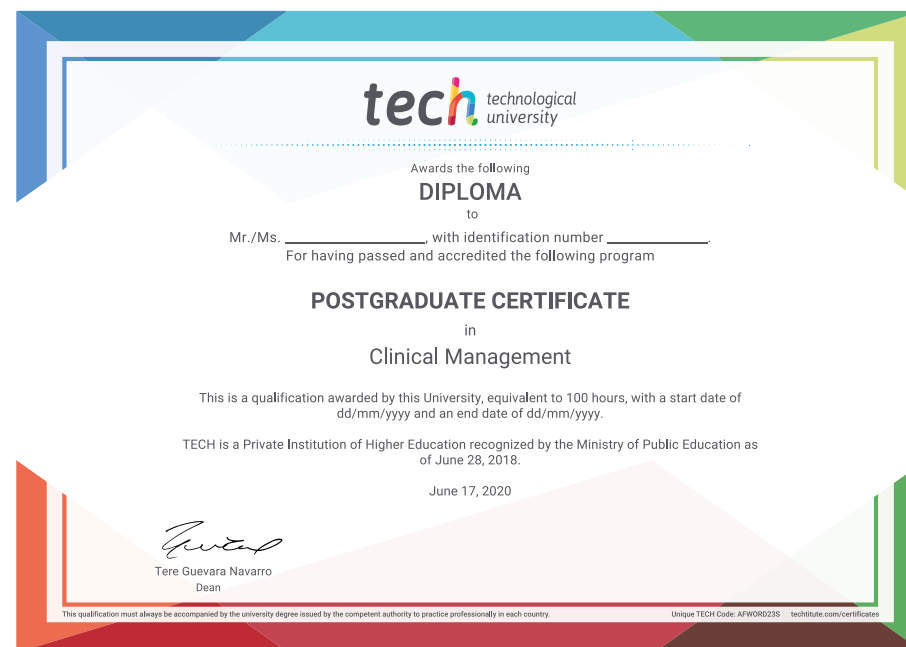 tech technological
university
Awards the following
DIPLOMA
to
Mr./Ms. ____________________, with identification number ______________.
For having passed and accredited the following program
POSTGRADUATE CERTIFICATE
in
Clinical Management
This is a qualification awarded by this University, equivalent to 100 hours, with a start date of
dd/mm/yyyy and an end date of dd/mm/yyyy.
TECH is a Private Institution of Higher Education recognized by the Ministry of Public Education as
of June 28, 2018.
June 17, 2020
Tere Guevara Navarro
Dean
This qualification must always be accompanied by the university degree issued by the competent authority to practice professionally in each country.
Unique TECH Code: AFWORD23S techtitute.com/certificates